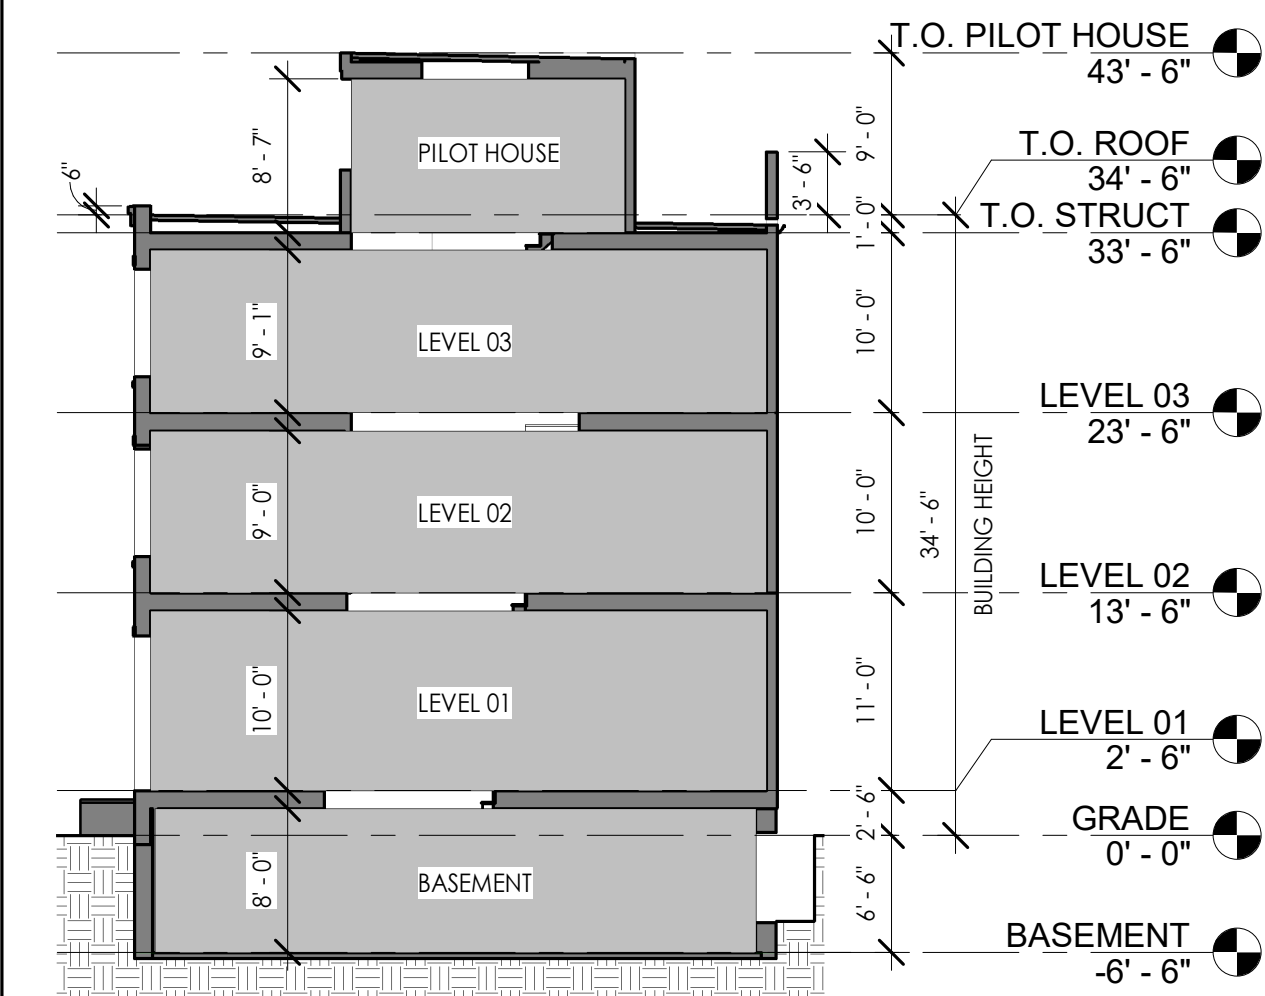 T.O. PILOT HOUSE
43' - 6"
8' - 7"
PILOT HOUSE
9' - 0"
6"
3' - 6"
T.O. ROOF
34' - 6"
1' - 0"
T.O. STRUCT
33' - 6"
9' - 1"
LEVEL 03
10' - 0"
LEVEL 03
23' - 6"
9' - 0"
LEVEL 02
10' - 0"
34' - 6"
BUILDING HEIGHT
LEVEL 02
13' - 6"
10' - 0"
LEVEL 01
11' - 0"
LEVEL 01
2' - 6"
2' - 6"
GRADE
0' - 0"
8' - 0"
BASEMENT
6' - 6"
BASEMENT
-6' - 6"